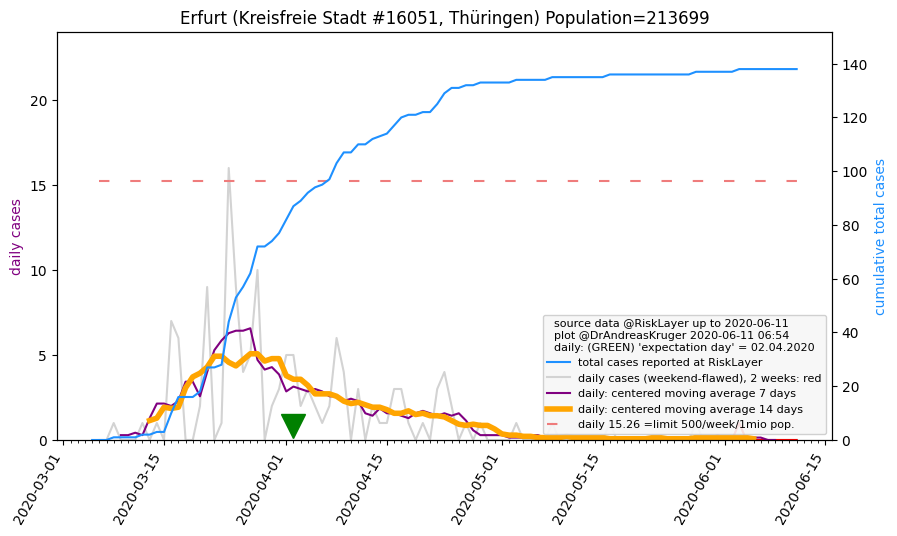 Erfurt (Kreisfreie Stadt #16051, Thüringen) Population=213699
daily cases
20
15
10
5
0
cumulative total cases
140
120
100
80
60
40
20
0
source data @RiskLayer up to 2020-06-11
plot @DrAndreasKruger 2020-06-11 06:54
daily: (GREEN) 'expectation day' = 02.04.2020
total cases reported at RiskLayer
daily cases (weekend-flawed), 2 weeks: red
daily: centered moving average 7 days
daily: centered moving average 14 days
daily 15.26 =limit 500/week/1mio pop.
2020-03-01
2020-03-15
2020-04-01
2020-04-15
2020-05-01
2020-05-15
2020-06-01
2020-06-15